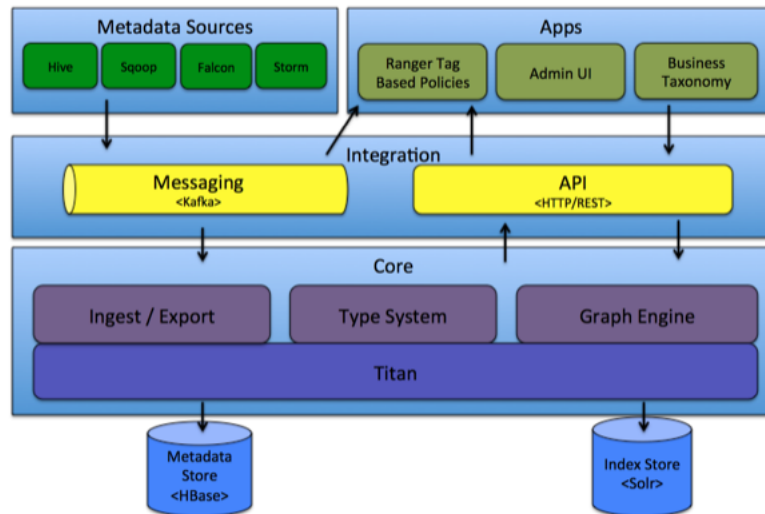 Metadata Sources
Hive
Sqoop
Falcon
Storm
Apps
Ranger Tag
Based Policies
Admin UI
Business
Taxonomy
Integration
Messaging
<Kafka>
API
<HTTP/REST>
Core
Ingest / Export
Type System
Graph Engine
Titan
Metadata
Store
<HBase>
Index Store
<Solr>